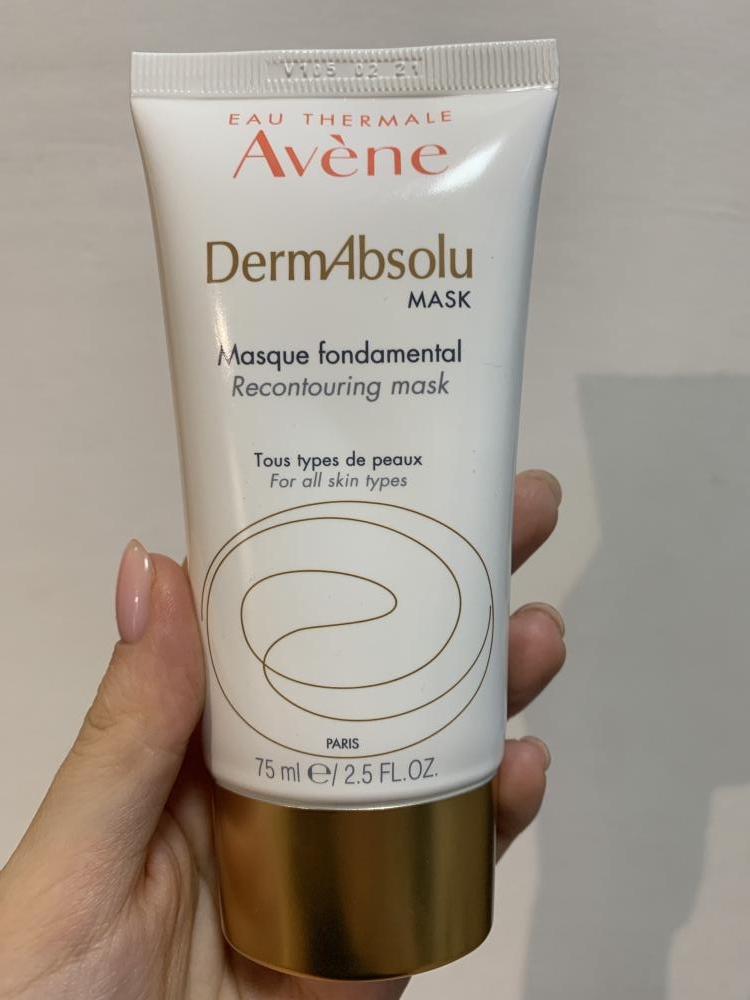 V105 02 21
EAU THERMALE
Avène
DermAbsolu
MASK
Masque fondamental
Recontouring mask
Tous types de peaux
For all skin types
PARIS
75 ml ℮/ 2.5 FL.OZ.